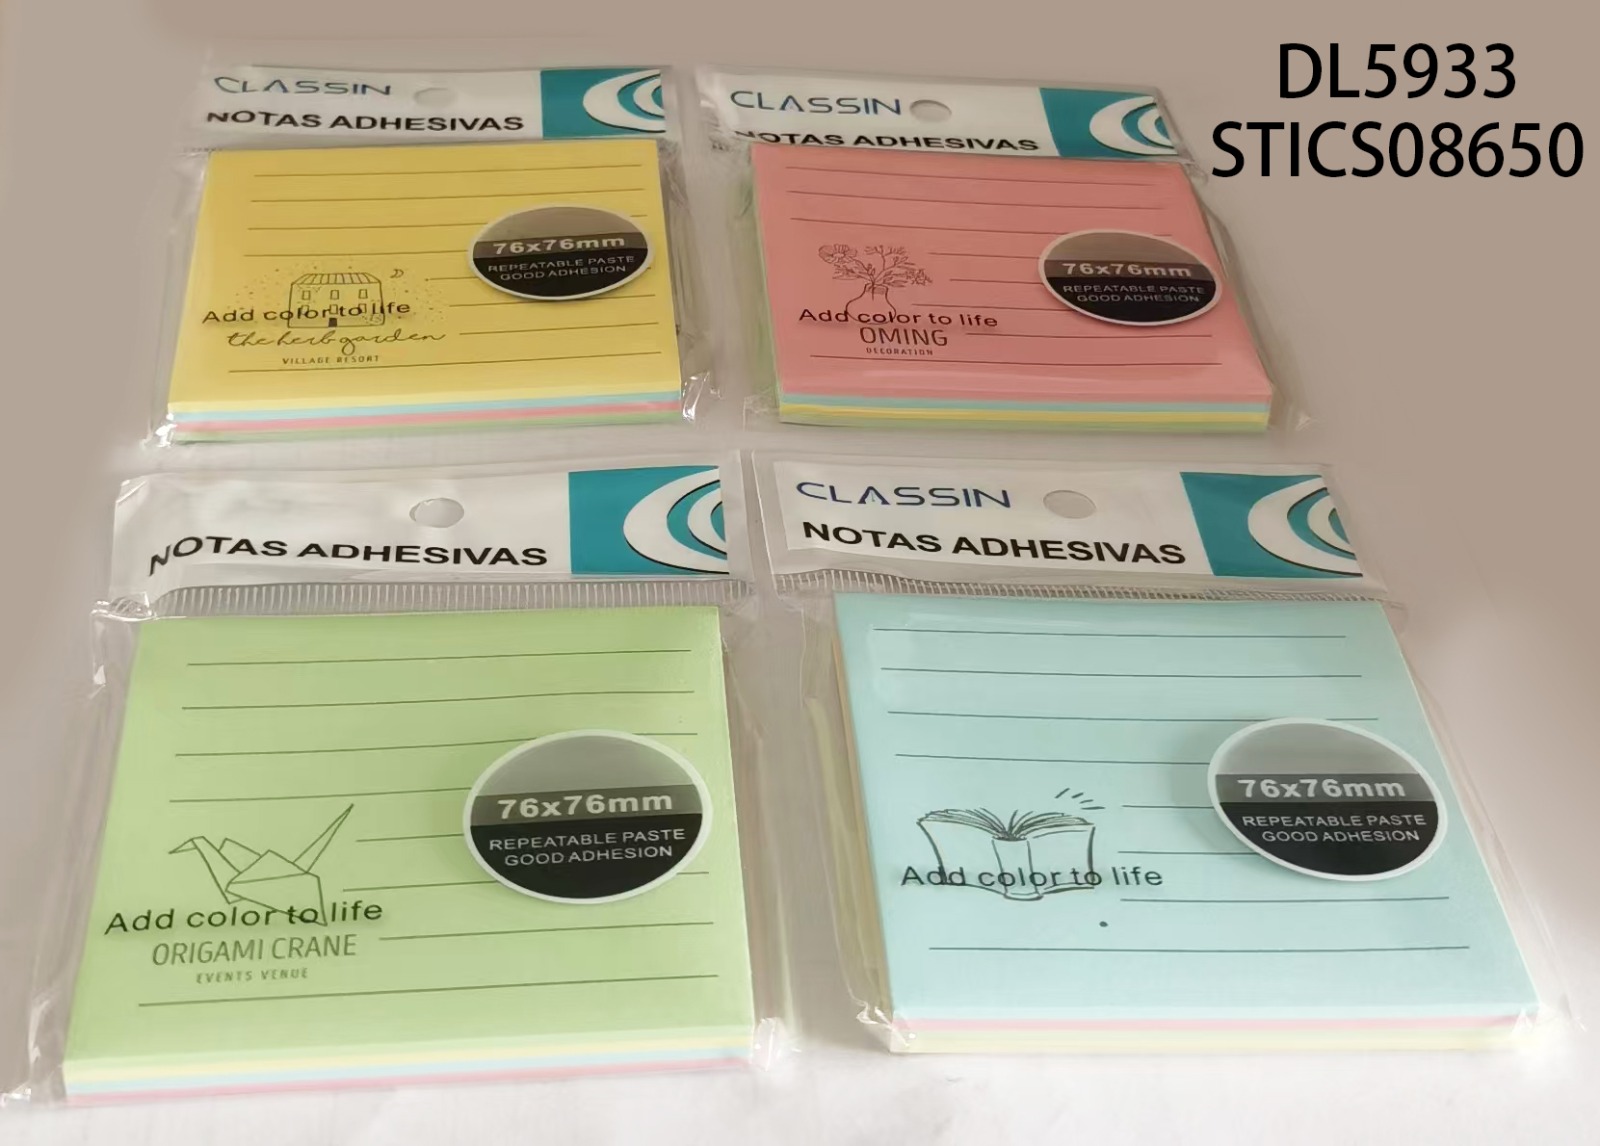 DL5933
STICS08650
CLASSIN
NOTAS ADHESIVAS
76x76mm
REPEATABLE PASTE
GOOD ADHESION
Add color to life
the herb garden
VILLAGE RESORT
CLASSIN
NOTAS ADHESIVAS
76x76mm
REPEATABLE PASTE
GOOD ADHESION
Add color to life
OMING
DECORATION
NOTAS ADHESIVAS
76x76mm
REPEATABLE PASTE
GOOD ADHESION
Add color to life
ORIGAMI CRANE
EVENTS VENUE
CLASSIN
NOTAS ADHESIVAS
76x76mm
REPEATABLE PASTE
GOOD ADHESION
Add color to life